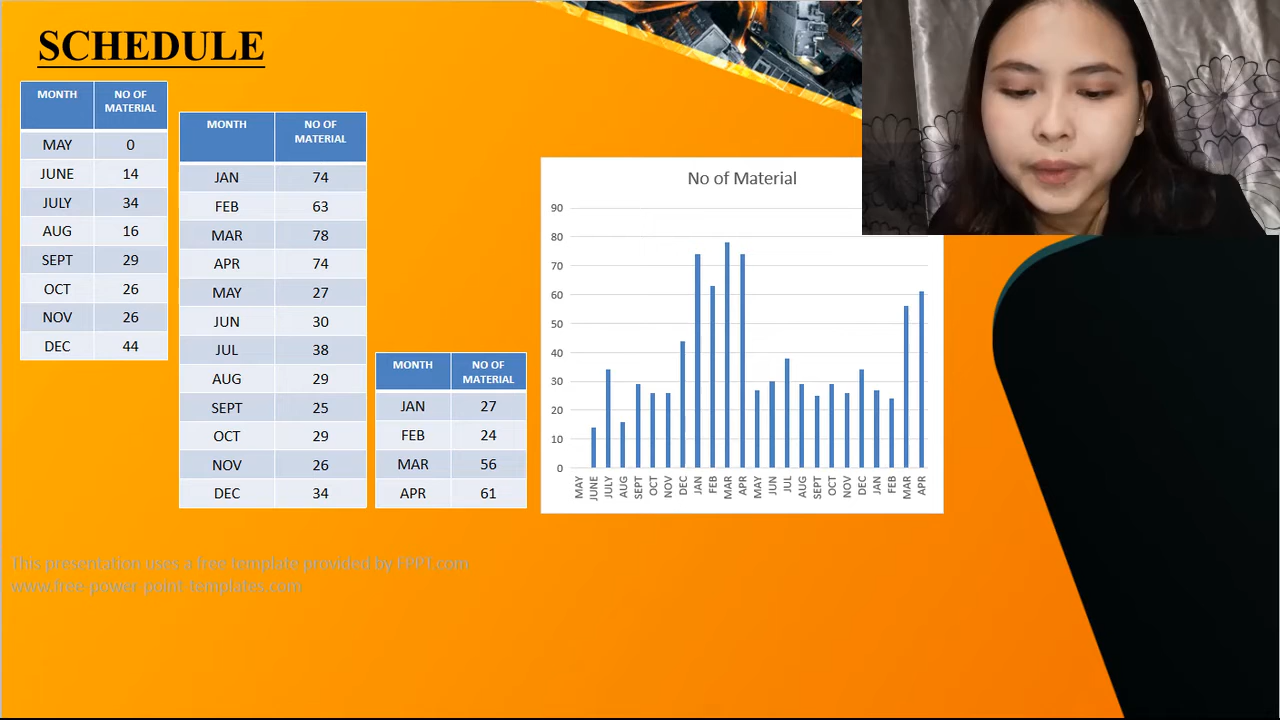 SCHEDULE
MONTH NO OF MATERIAL
MAY 0
JUNE 14
JULY 34
AUG 16
SEPT 29
OCT 26
NOV 26
DEC 44
MONTH NO OF MATERIAL
JAN 74
FEB 63
MAR 78
APR 74
MAY 27
JUN 30
JUL 38
AUG 29
SEPT 25
OCT 29
NOV 26
DEC 34
MONTH NO OF MATERIAL
JAN 27
FEB 24
MAR 56
APR 61
No of Material
90
80
70
60
50
40
30
20
10
0
MAY JUNE JULY AUG SEPT OCT NOV DEC JAN FEB MAR APR MAY JUN JUL AUG SEPT OCT NOV DEC JAN FEB MAR APR
This presentation uses a free template provided by FPPT.com
www.free-power-point-templates.com